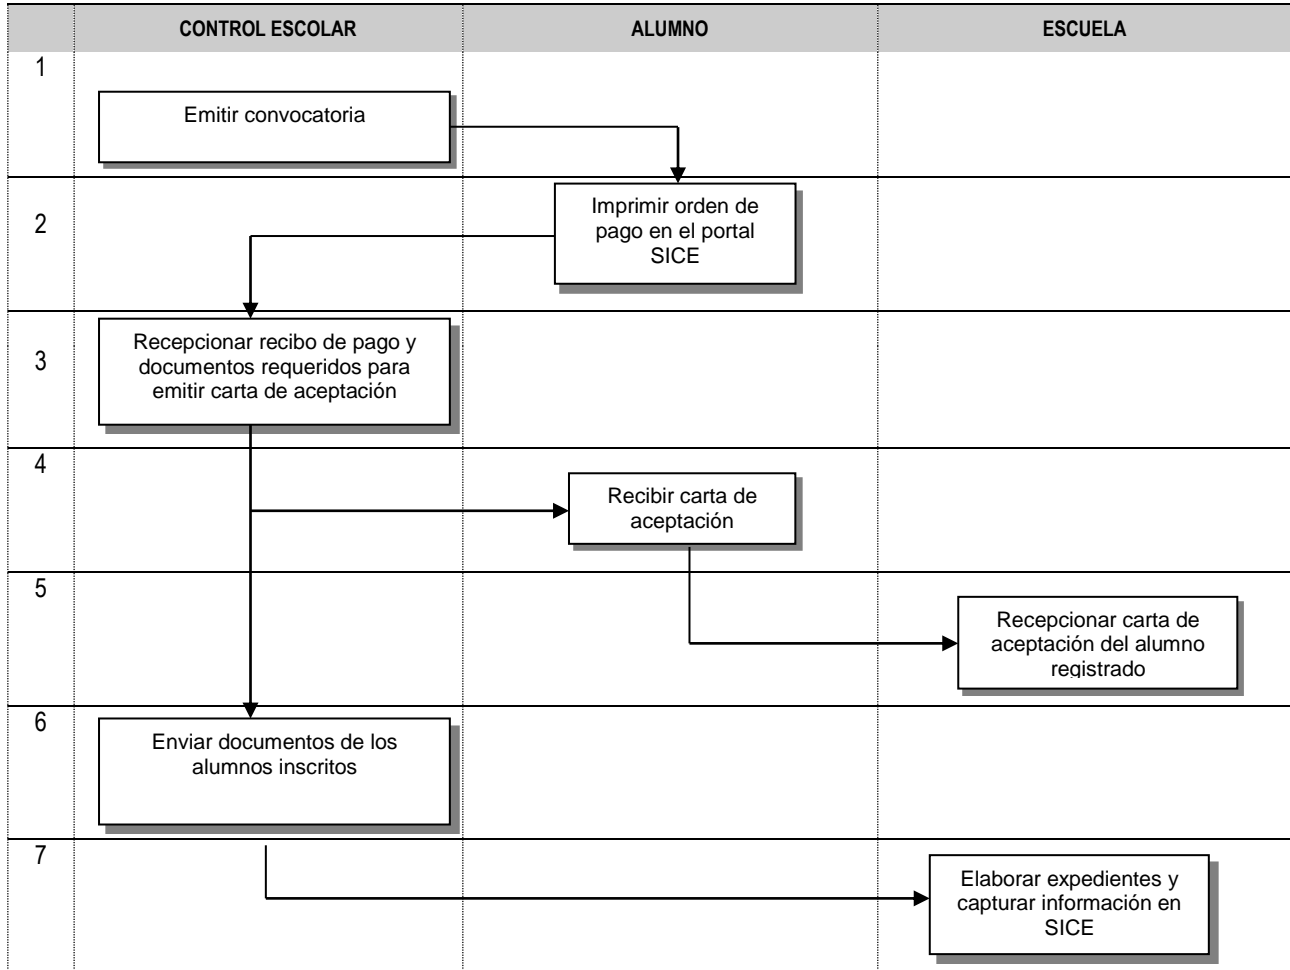 CONTROL ESCOLAR
ALUMNO
ESCUELA
1
Emitir convocatoria
2
Imprimir orden de
pago en el portal
SICE
3
Recepcionar recibo de pago y
documentos requeridos para
emitir carta de aceptación
4
Recibir carta de
aceptación
5
Recepcionar carta de
aceptación del alumno
registrado
6
Enviar documentos de los
alumnos inscritos
7
Elaborar expedientes y
capturar información en
SICE